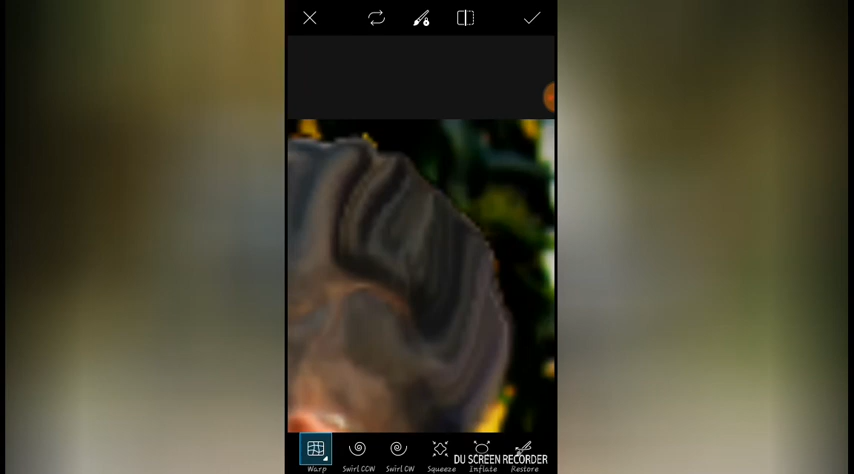 Warp Swirl CCW Swirl CW Squeeze Inflate Restore
DU SCREEN RECORDER